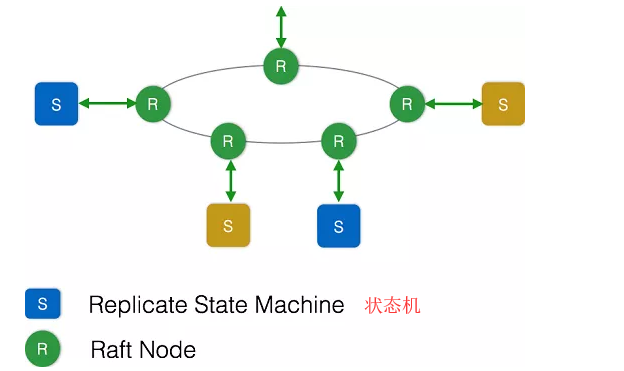 R
S R R S
R R
S S
S Replicate State Machine 状态机
R Raft Node